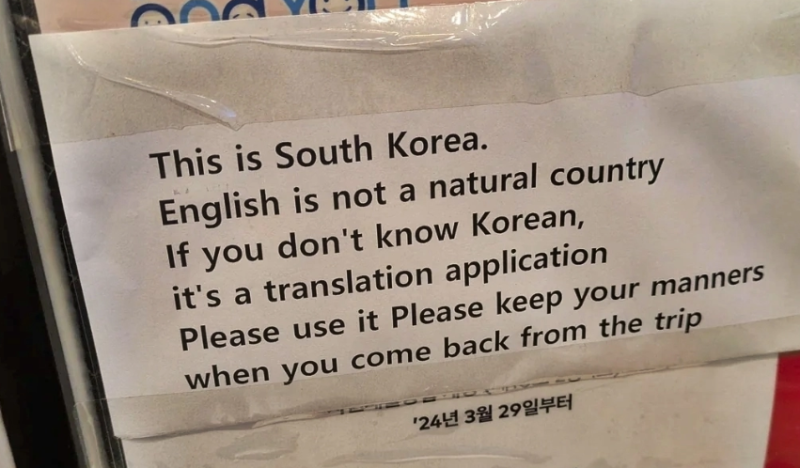 This is South Korea.
English is not a natural country
If you don't know Korean,
it's a translation application
Please use it Please keep your manners
when you come back from the trip
'24년 3월 29일부터